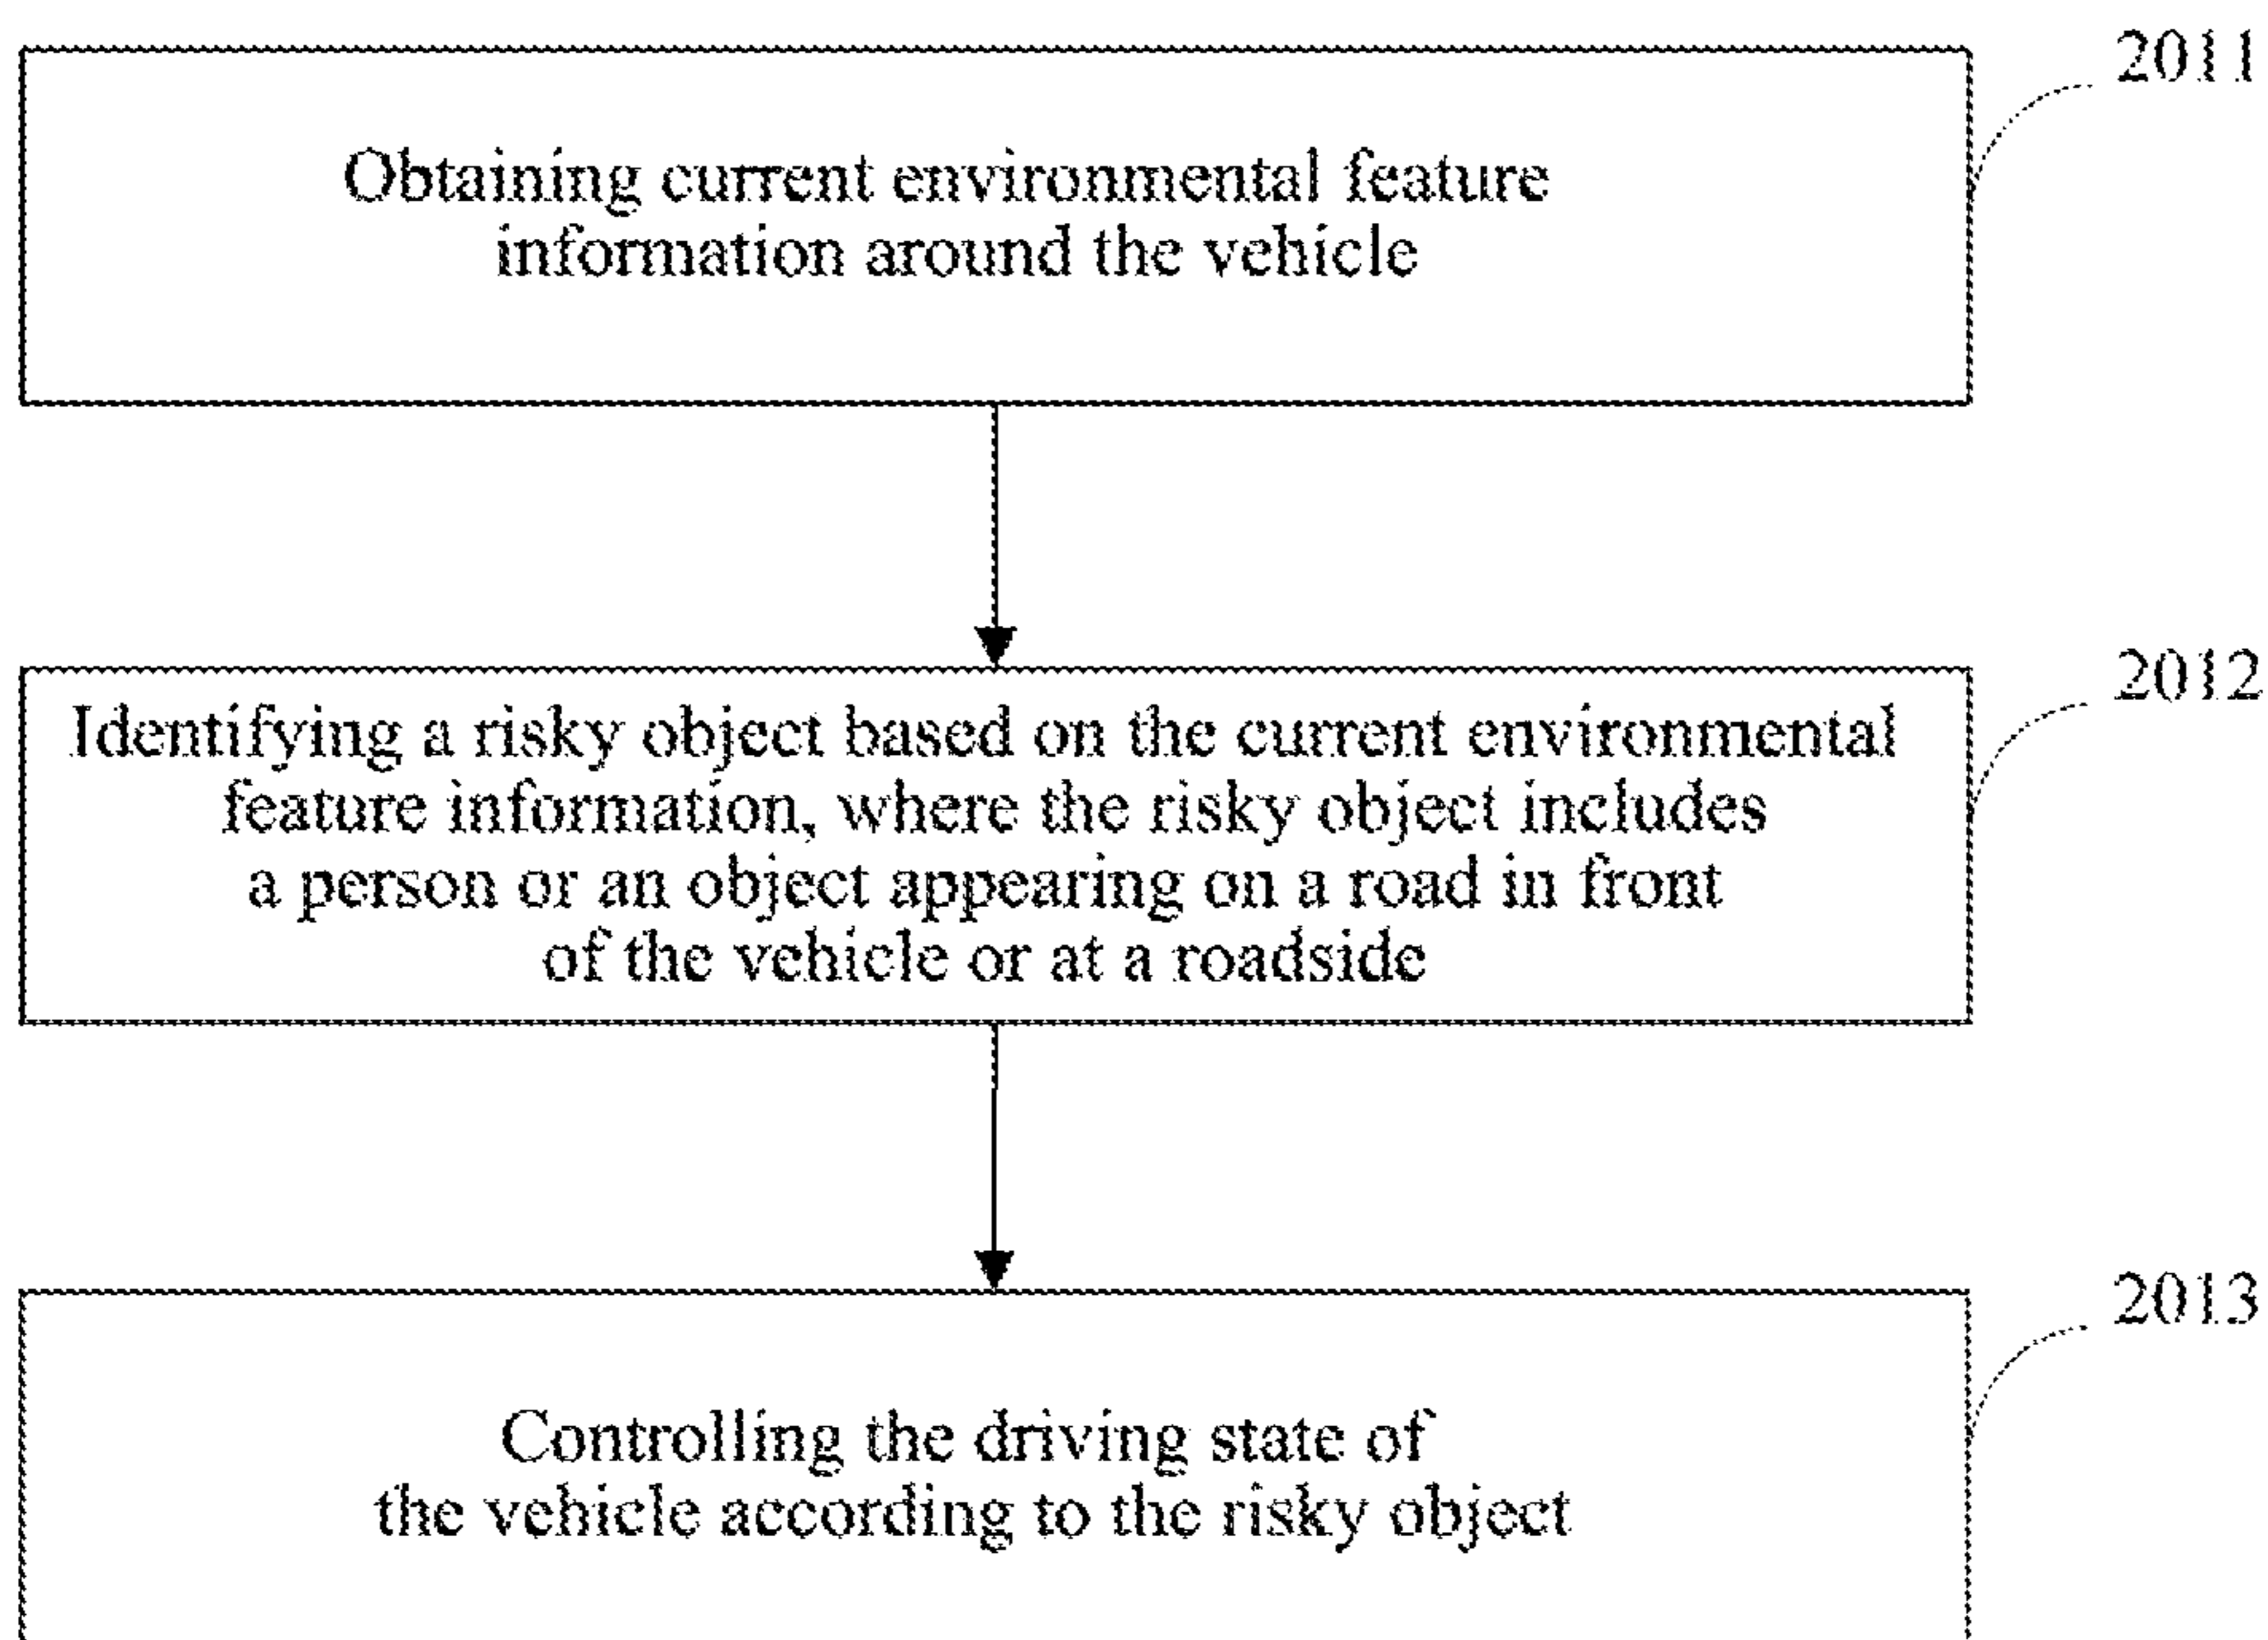 2011
Obtaining current environmental feature
information around the vehicle
2012
Identifying a risky object based on the current environmental
feature information, where the risky object includes
a person or an object appearing on a road in front
of the vehicle or at a roadside
2013
Controlling the driving state of
the vehicle according to the risky object